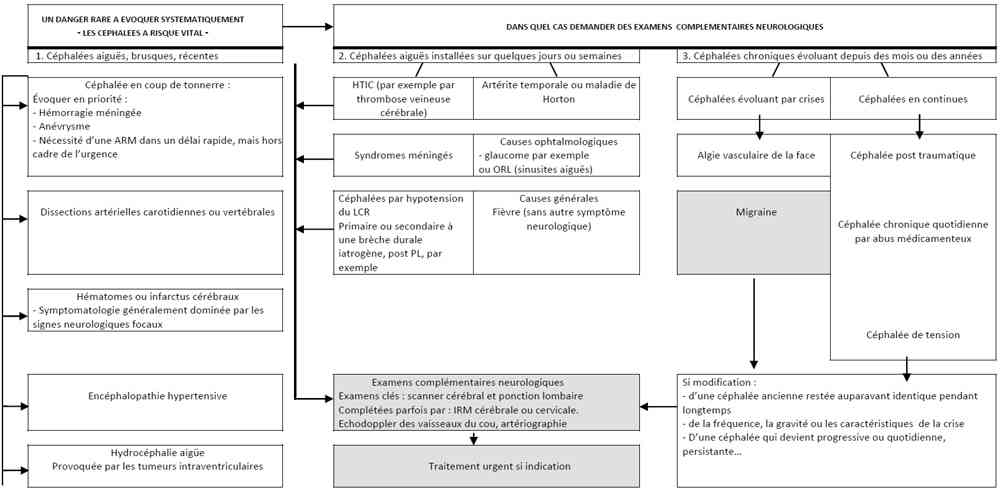 UN DANGER RARE A EVOQUER SYSTEMATIQUEMENT
- LES CEPHALEES A RISQUE VITAL -
DANS QUEL CAS DEMANDER DES EXAMENS COMPLEMENTAIRES NEUROLOGIQUES
1. Céphalées aiguës, brusques, récentes
2. Céphalées aiguës installées sur quelques jours ou semaines
3. Céphalées chroniques évoluant depuis des mois ou des années
Céphalée en coup de tonnerre :
Évoquer en priorité :
- Hémorragie méningée
- Anévrysme
- Nécessité d'une ARM dans un délai rapide, mais hors
cadre de l'urgence
Dissections artérielles carotidiennes ou vertébrales
Hématomes ou infarctus cérébraux
- Symptomatologie généralement dominée par les
signes neurologiques focaux
Encéphalopathie hypertensive
Hydrocéphalie aigüe
Provoquée par les tumeurs intraventriculaires
HTIC (par exemple par
thrombose veineuse
cérébrale)
Artérite temporale ou maladie de
Horton
Syndromes méningés
Causes ophtalmologiques
- glaucome par exemple
ou ORL (sinusites aiguës)
Céphalées par hypotension
du LCR
Primaire ou secondaire à
une brèche durale
iatrogène, post PL, par
exemple
Causes générales
Fièvre (sans autre symptôme
neurologique)
Examens complémentaires neurologiques
Examens clés : scanner cérébral et ponction lombaire
Complétées parfois par : IRM cérébrale ou cervicale.
Echodoppler des vaisseaux du cou, artériographie
Traitement urgent si indication
Céphalées évoluant par crises
Céphalées en continues
Algie vasculaire de la face
Migraine
Céphalée post traumatique
Céphalée chronique quotidienne
par abus médicamenteux
Céphalée de tension
Si modification :
- d'une céphalée ancienne restée auparavant identique pendant
longtemps
- de la fréquence, la gravité ou les caractéristiques de la crise
- D'une céphalée qui devient progressive ou quotidienne,
persistante...